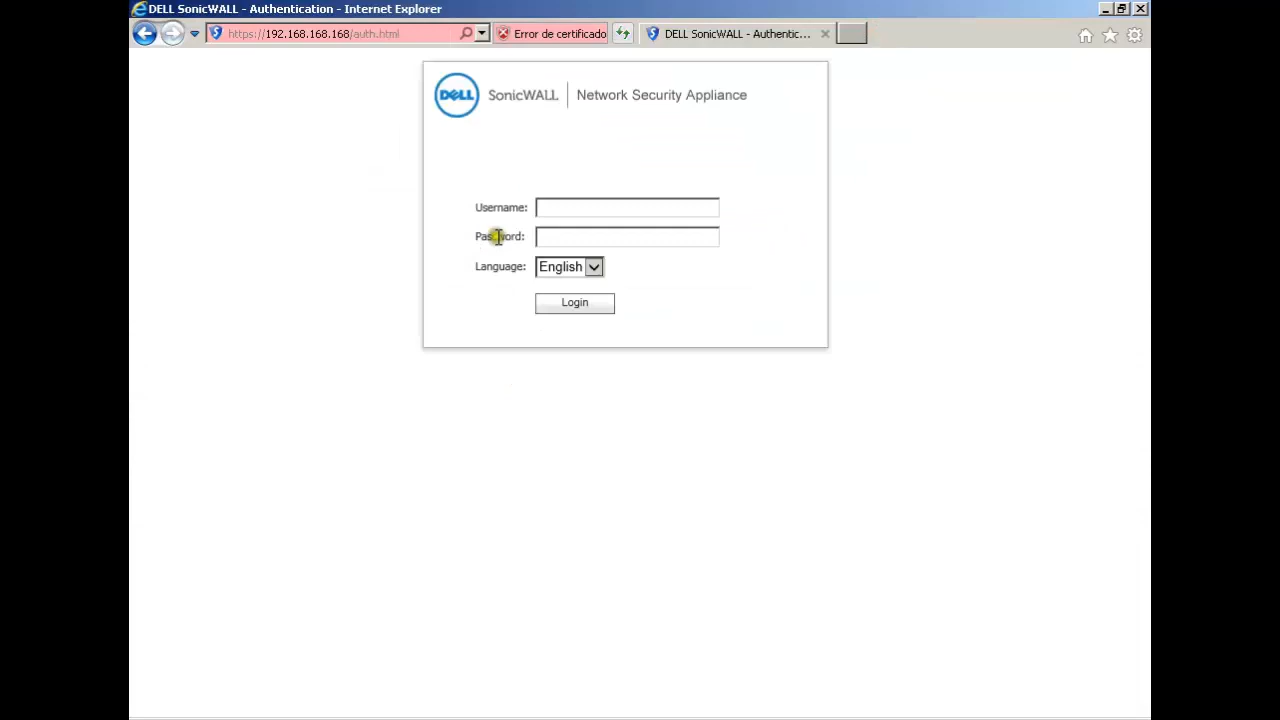 DELL SonicWALL - Authentication - Internet Explorer
https://192.168.168.168/auth.html
Error de certificado
DELL SonicWALL - Authentic...
DELL SonicWALL | Network Security Appliance
Username:
Password:
Language: English
Login